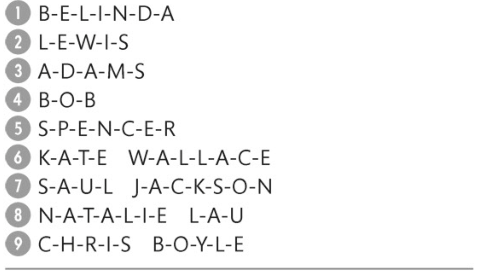 1 B-E-L-I-N-D-A
2 L-E-W-I-S
3 A-D-A-M-S
4 B-O-B
5 S-P-E-N-C-E-R
6 K-A-T-E W-A-L-L-A-C-E
7 S-A-U-L J-A-C-K-S-O-N
8 N-A-T-A-L-I-E L-A-U
9 C-H-R-I-S B-O-Y-L-E